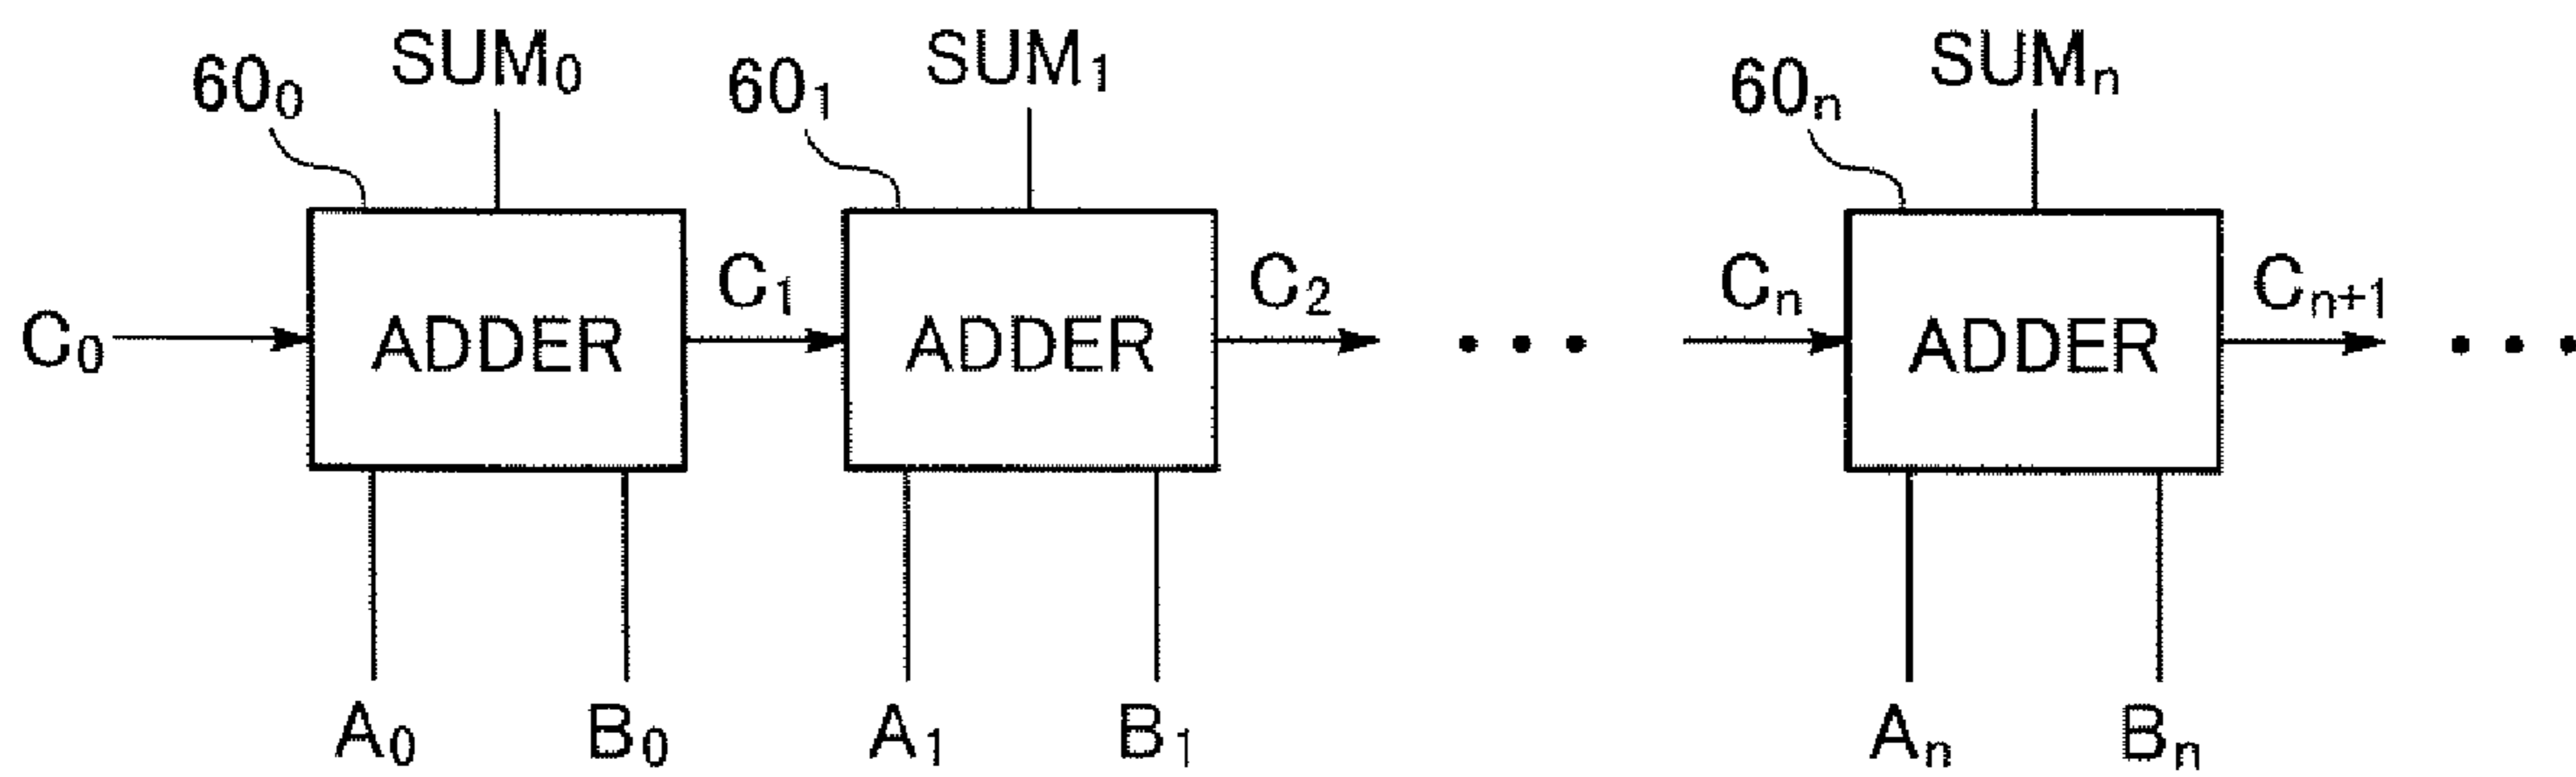 60₀ SUM₀ 60₁ SUM₁ 60ₙ SUMₙ
C₁ C₂ Cₙ Cₙ₊₁
C₀ ADDER ADDER • • • ADDER • • •
A₀ B₀ A₁ B₁ Aₙ Bₙ